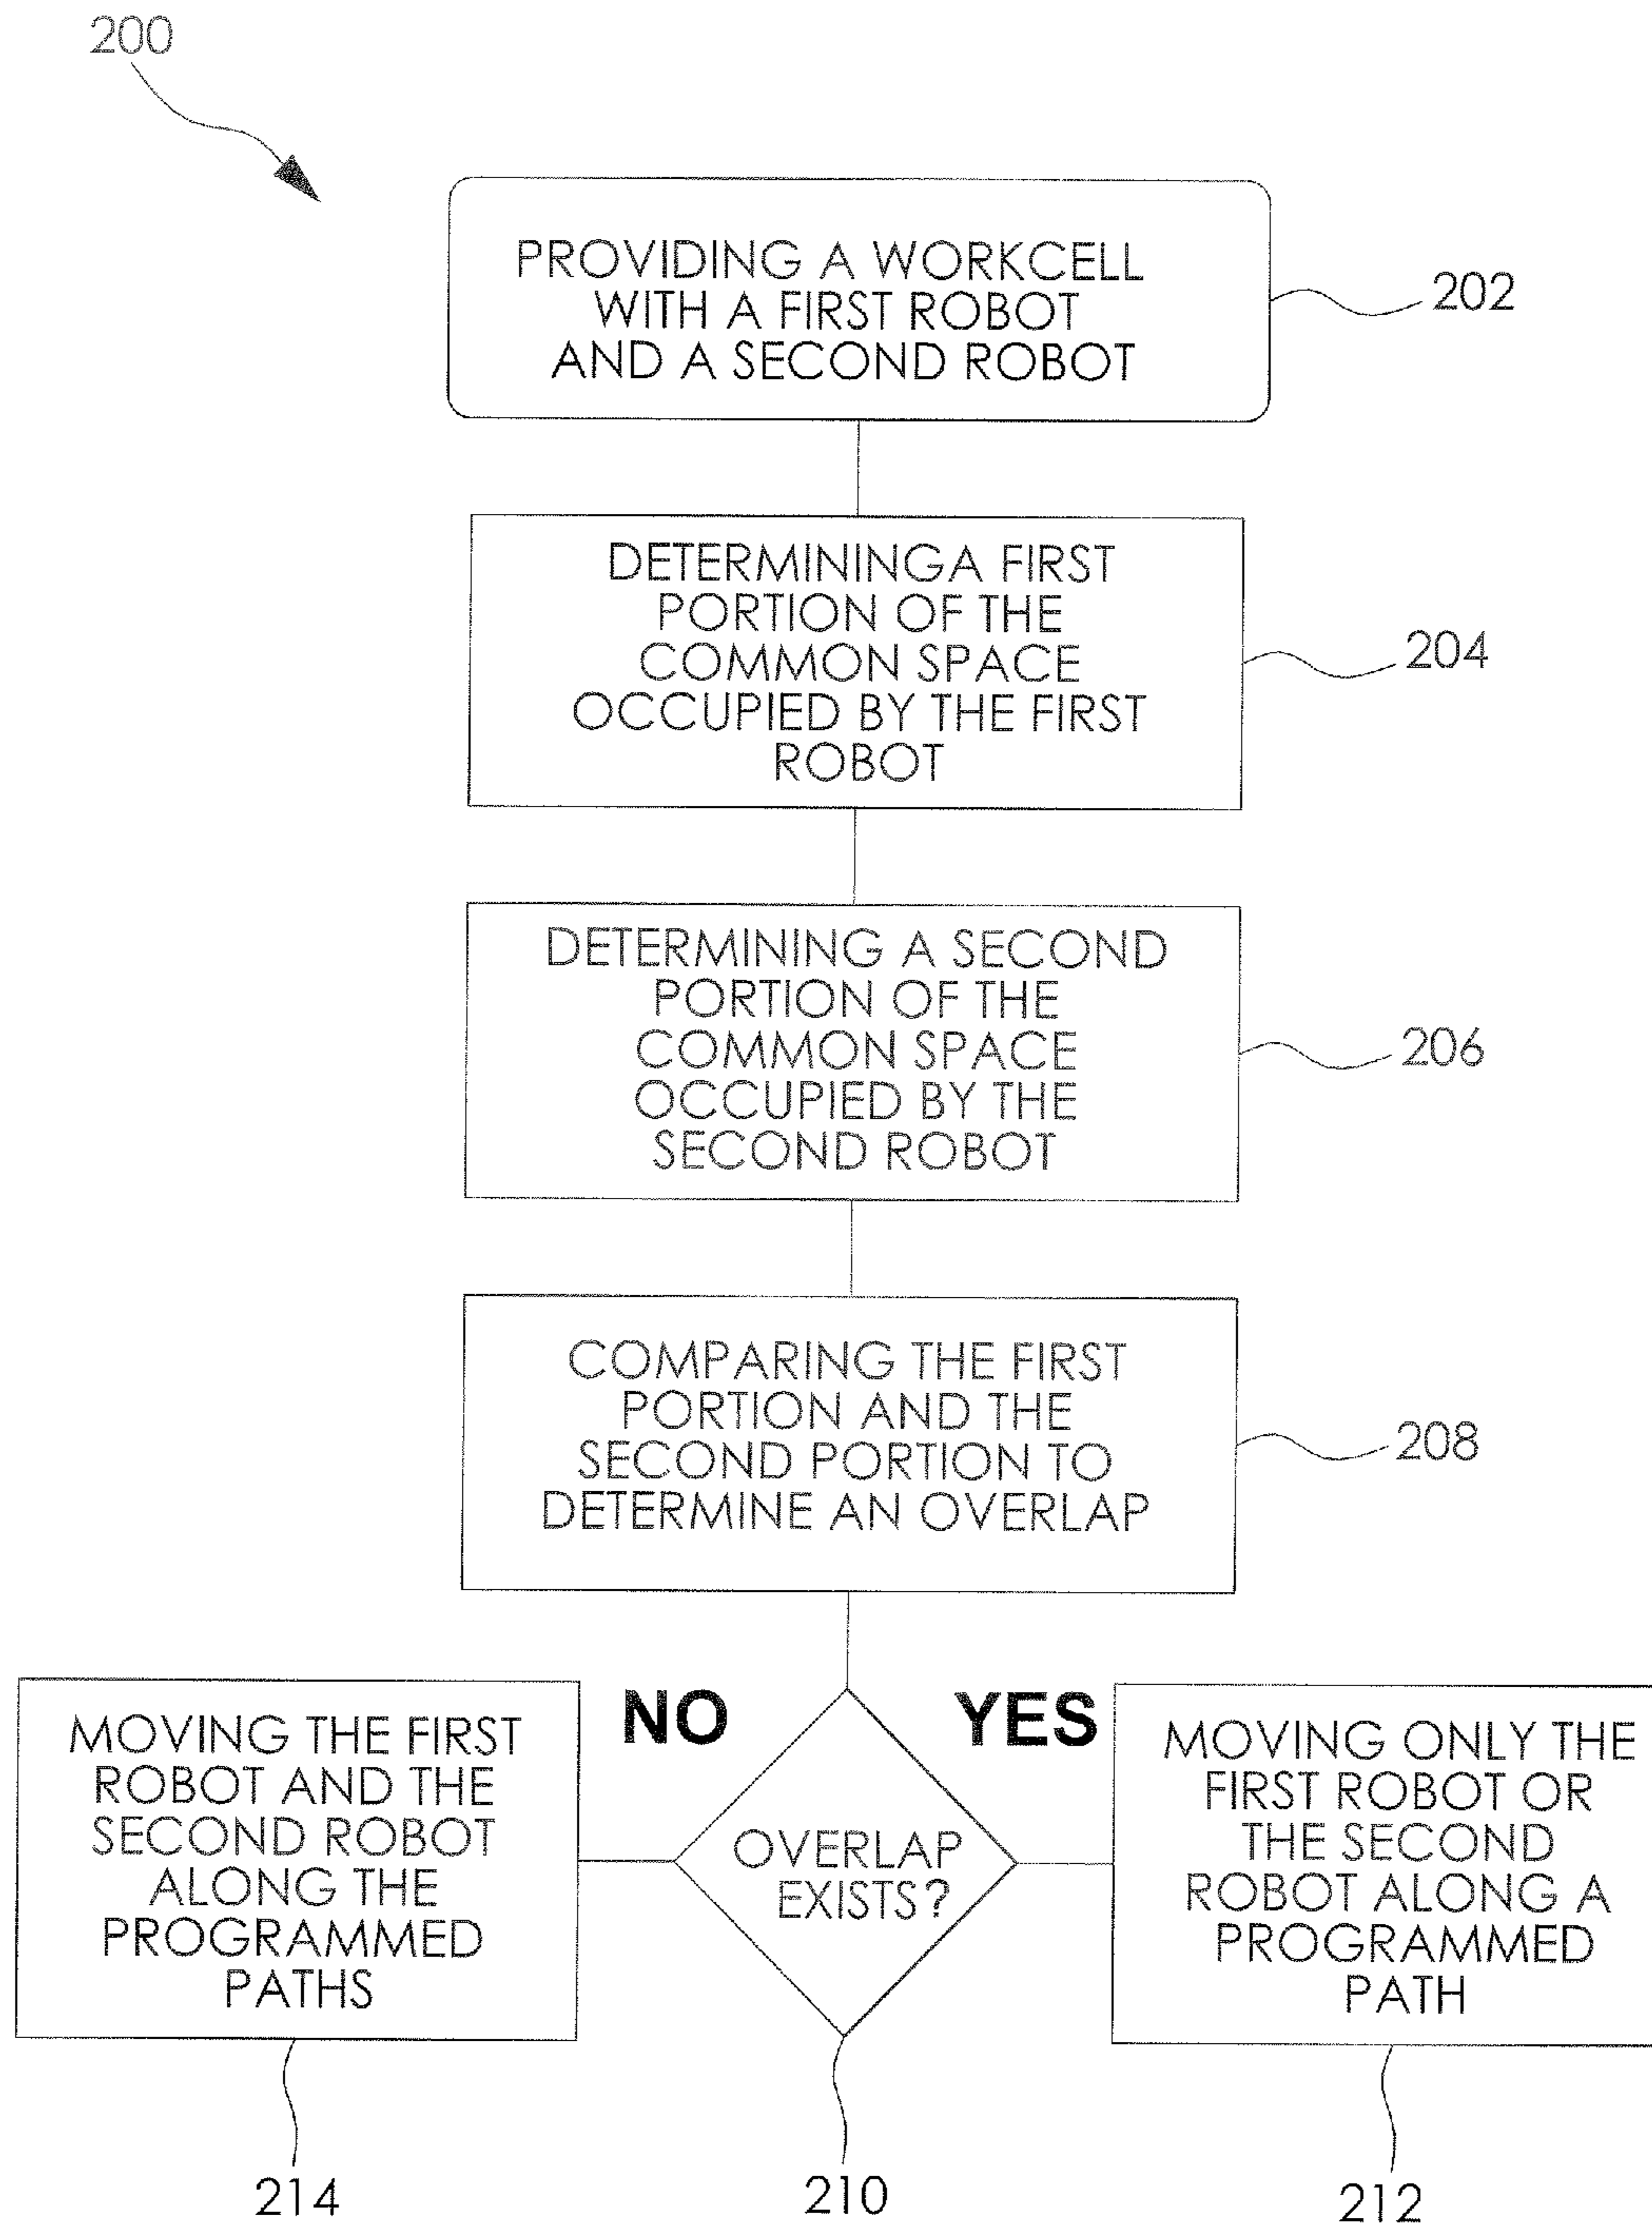 200
PROVIDING A WORKCELL
WITH A FIRST ROBOT
AND A SECOND ROBOT
202
DETERMININGA FIRST
PORTION OF THE
COMMON SPACE
OCCUPIED BY THE FIRST
ROBOT
204
DETERMINING A SECOND
PORTION OF THE
COMMON SPACE
OCCUPIED BY THE
SECOND ROBOT
206
COMPARING THE FIRST
PORTION AND THE
SECOND PORTION TO
DETERMINE AN OVERLAP
208
MOVING THE FIRST
ROBOT AND THE
SECOND ROBOT
ALONG THE
PROGRAMMED
PATHS
NO
OVERLAP
EXISTS?
YES
MOVING ONLY THE
FIRST ROBOT OR
THE SECOND
ROBOT ALONG A
PROGRAMMED
PATH
214
210
212